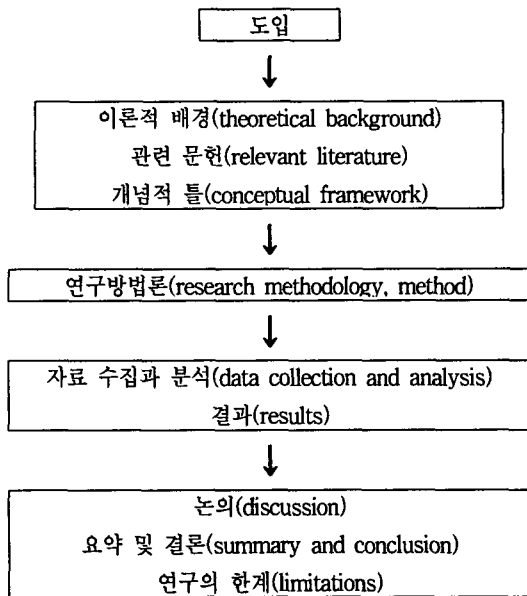 도입
이론적 배경(theoretical background)
관련 문헌(relevant literature)
개념적 틀(conceptual framework)
연구방법론(research methodology, method)
자료 수집과 분석(data collection and analysis)
결과(results)
논의(discussion)
요약 및 결론(summary and conclusion)
연구의 한계(limitations)